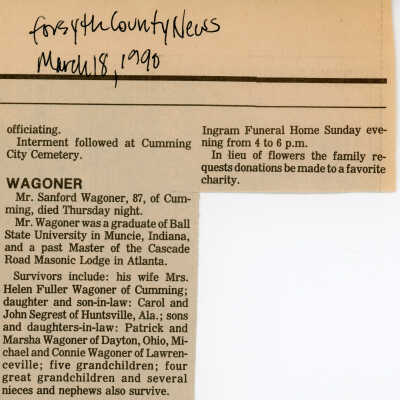 Forsyth County News
March 18, 1990
officiating.
Interment followed at Cumming
City Cemetery.
WAGONER
Mr. Sanford Wagoner, 87, of Cum-
ming, died Thursday night.
Mr. Wagoner was a graduate of Ball
State University in Muncie, Indiana,
and a past Master of the Cascade
Road Masonic Lodge in Atlanta.
Survivors include: his wife Mrs.
Helen Fuller Wagoner of Cumming;
daughter and son-in-law: Carol and
John Segrest of Huntsville, Ala.; sons
and daughters-in-law: Patrick and
Marsha Wagoner of Dayton, Ohio, Mi-
chael and Connie Wagoner of Lawren-
ceville; five grandchildren; four
great grandchildren and several
nieces and nephews also survive.
Ingram Funeral Home Sunday eve-
ning from 4 to 6 p.m.
In lieu of flowers the family re-
quests donations be made to a favorite
charity.